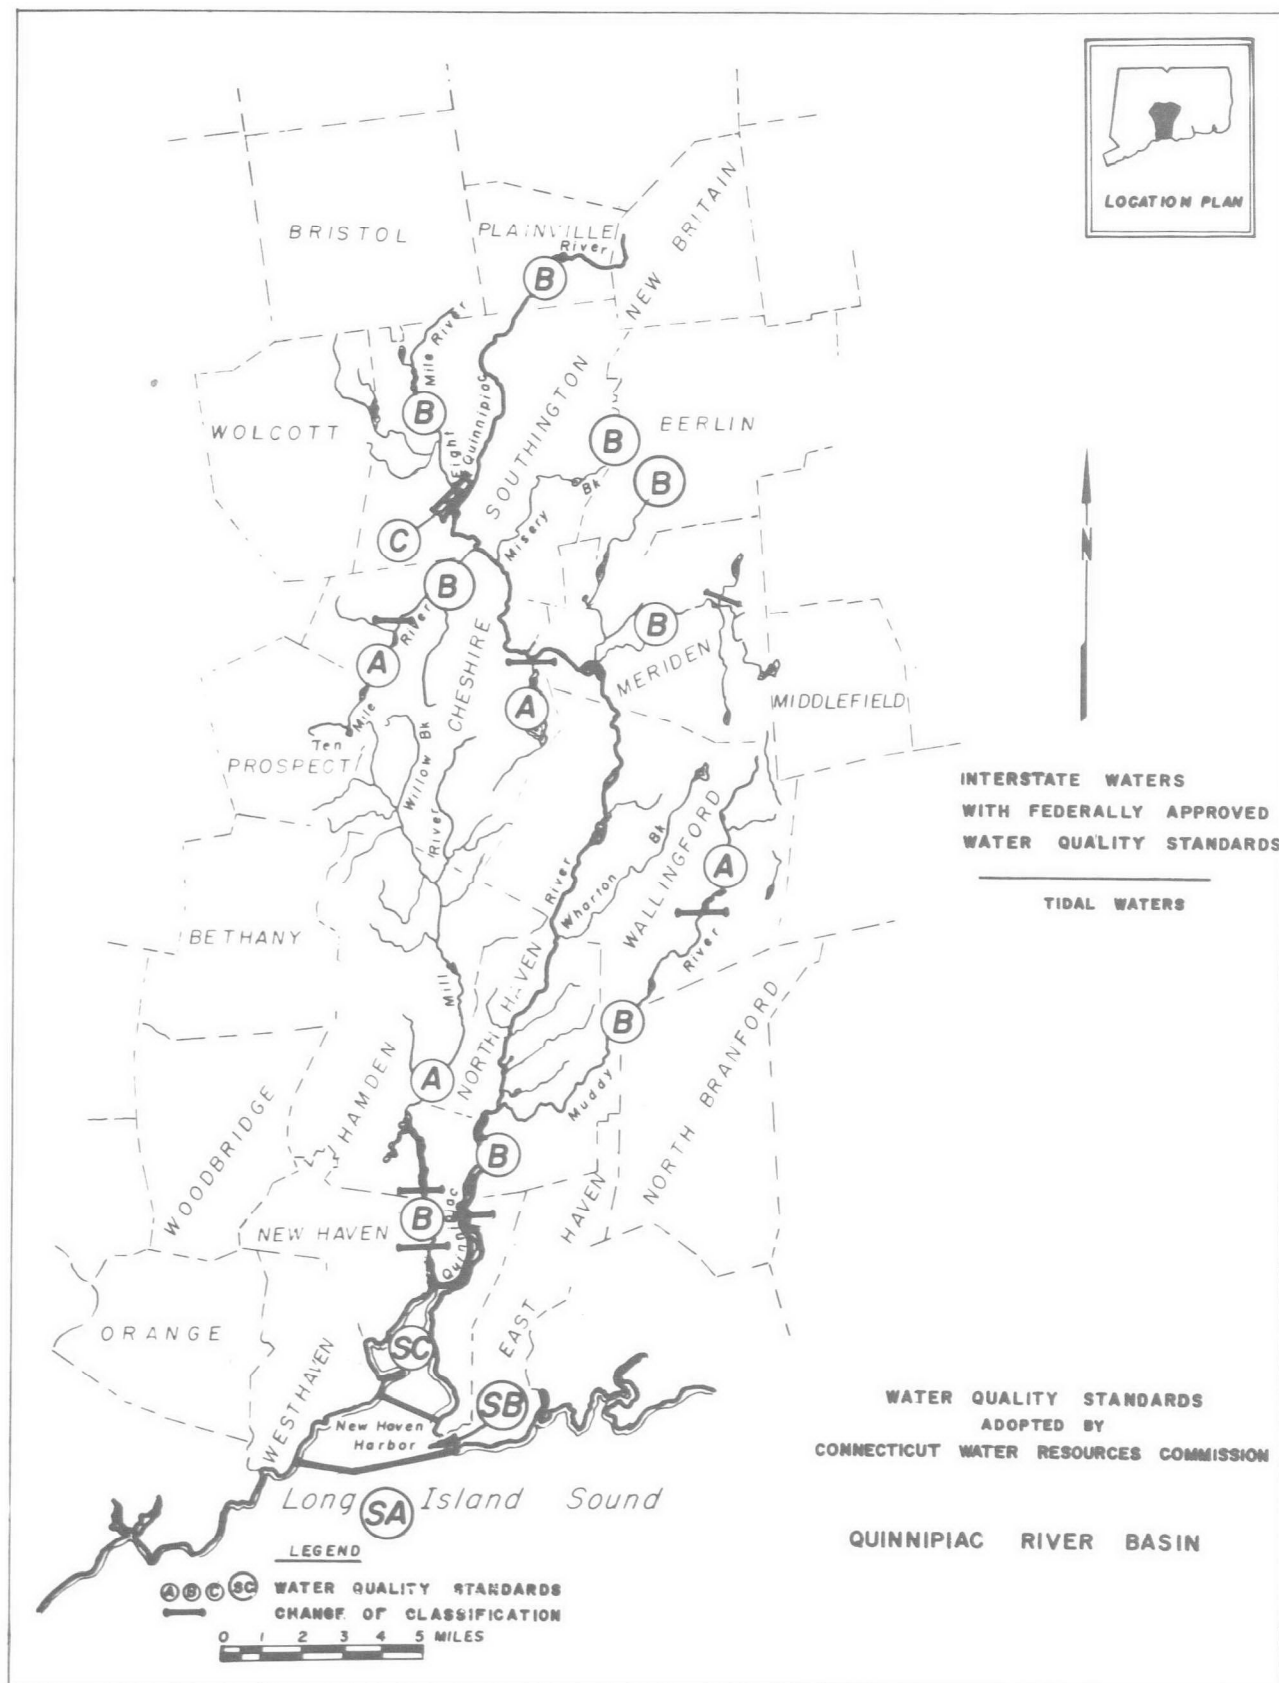 LOCATION PLAN
BRISTOL
PLAINVILLE
River
NEW BRITAIN
B
Mile River
Quinnipiac
B
WOLCOTT
Eight
SOUTHINGTON
BERLIN
B
B
Bk
Misery
C
N
B
River
CHESHIRE
B
A
MERIDEN
A
MIDDLEFIELD
Mile
Ten
PROSPECT
Willow Bk
INTERSTATE WATERS
WITH FEDERALLY APPROVED
WATER QUALITY STANDARDS
TIDAL WATERS
River
Bk
WALLINGFORD
A
River
Wharton
BETHANY
River
Mill
NORTH HAVEN
B
HAMDEN
A
Muddy
NORTH BRANFORD
WOODBRIDGE
B
NEW HAVEN
B
Quinnipiac
EAST HAVEN
ORANGE
SC
WESTHAVEN
SB
New Haven
Harbor
WATER QUALITY STANDARDS
ADOPTED BY
CONNECTICUT WATER RESOURCES COMMISSION
Long Island Sound
SA
QUINNIPIAC RIVER BASIN
LEGEND
A B C SC WATER QUALITY STANDARDS
CHANGE OF CLASSIFICATION
0 1 2 3 4 5 MILES